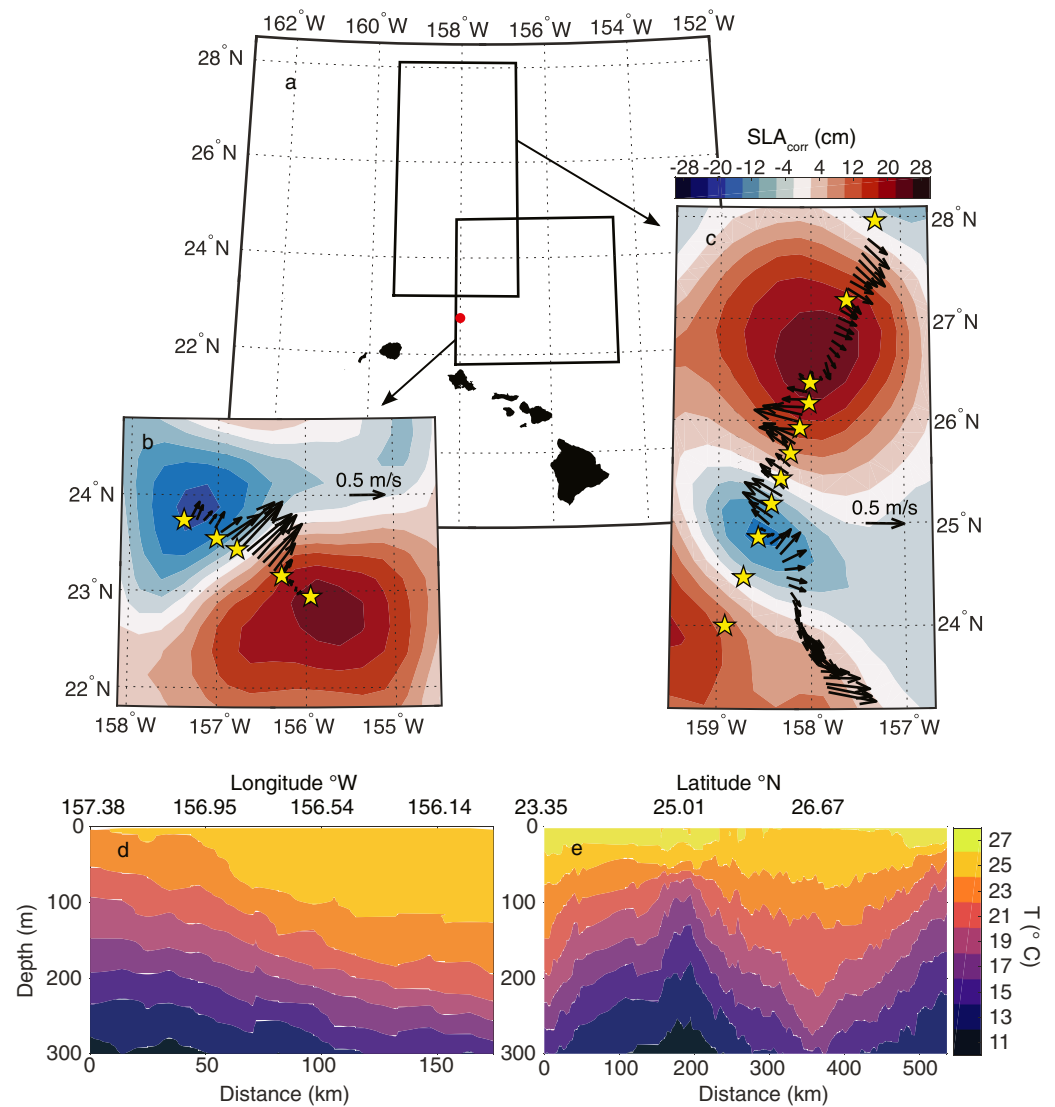 162°W 160°W 158°W 156°W 154°W 152°W
28°N
a
26°N
24°N
22°N
SLAcorr (cm)
-28 -20 -12 -4 4 12 20 28
c
28°N
27°N
26°N
0.5 m/s
25°N
24°N
159°W 158°W 157°W
b
0.5 m/s
24°N
23°N
22°N
158°W 157°W 156°W 155°W
Longitude °W
157.38 156.95 156.54 156.14
d
0
100
200
300
Depth (m)
0 50 100 150
Distance (km)
Latitude °N
23.35 25.01 26.67
e
0
100
200
300
0 100 200 300 400 500
Distance (km)
27
25
23
21
19
17
15
13
11
T (°C)